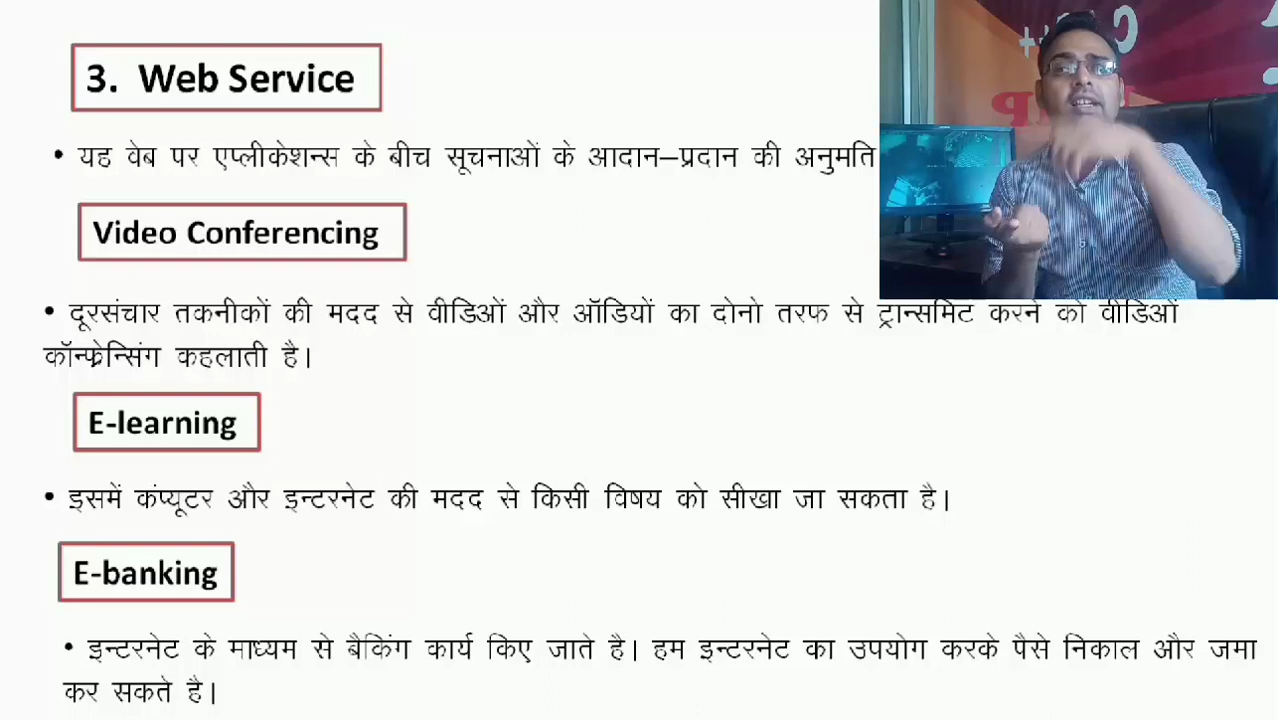 3. Web Service
• यह वेब पर एप्लीकेशन्स के बीच सूचनाओं के आदान–प्रदान की अनुमति
Video Conferencing
• दूरसंचार तकनीकों की मदद से वीडिओं और ऑडियों का दोनो तरफ से ट्रान्समिट करने को वीडिओं
कॉन्फ्रेन्सिंग कहलाती है।
E-learning
• इसमें कंप्यूटर और इन्टरनेट की मदद से किसी विषय को सीखा जा सकता है।
E-banking
• इन्टरनेट के माध्यम से बैकिंग कार्य किए जाते है। हम इन्टरनेट का उपयोग करके पैसे निकाल और जमा
कर सकते है।